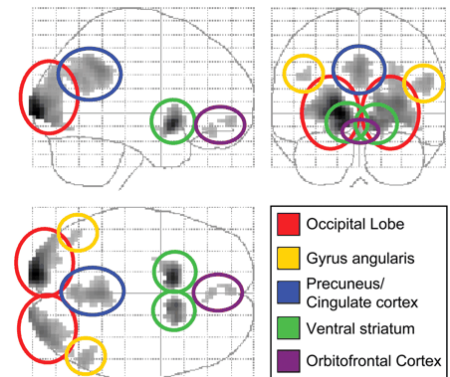 Occipital Lobe
Gyrus angularis
Precuneus/
Cingulate cortex
Ventral striatum
Orbitofrontal Cortex